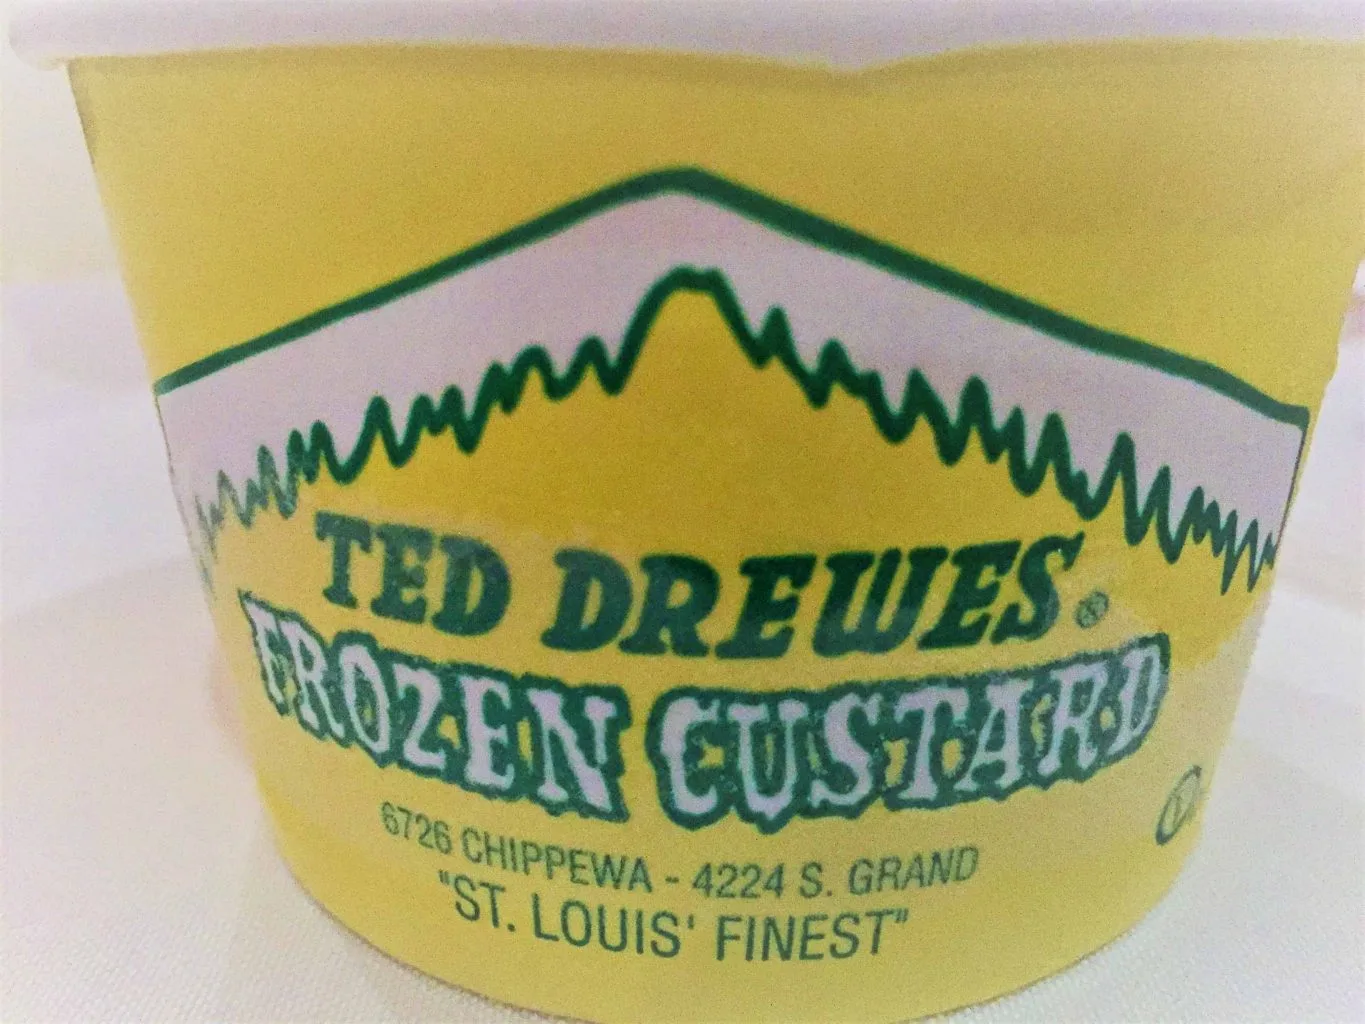 TED DREWES®
FROZEN CUSTARD
6726 CHIPPEWA - 4224 S. GRAND
"ST. LOUIS' FINEST"